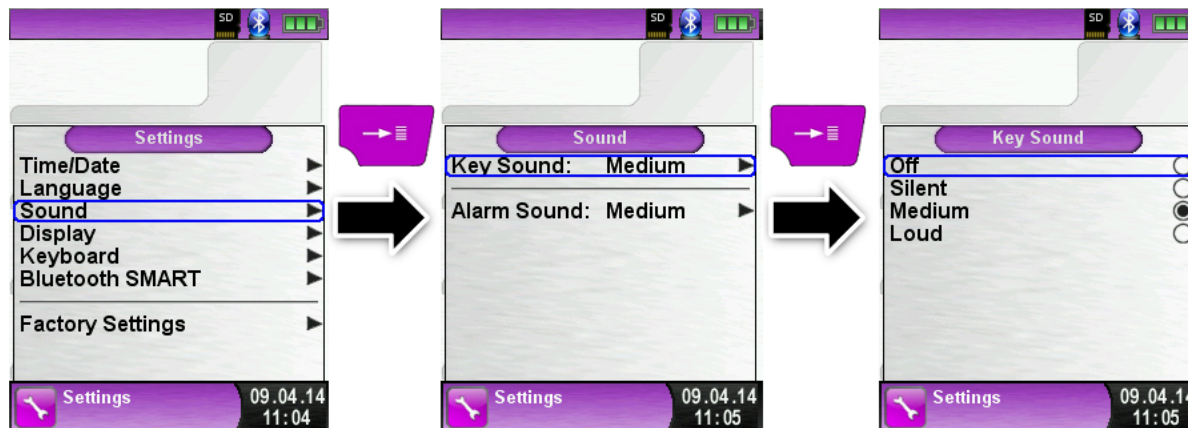 SD
Settings
Time/Date
Language
Sound
Display
Keyboard
Bluetooth SMART
Factory Settings
Settings
09.04.14
11:04
SD
Sound
Key Sound: Medium
Alarm Sound: Medium
Settings
09.04.14
11:05
SD
Key Sound
Off
Silent
Medium
Loud
Settings
09.04.14
11:05